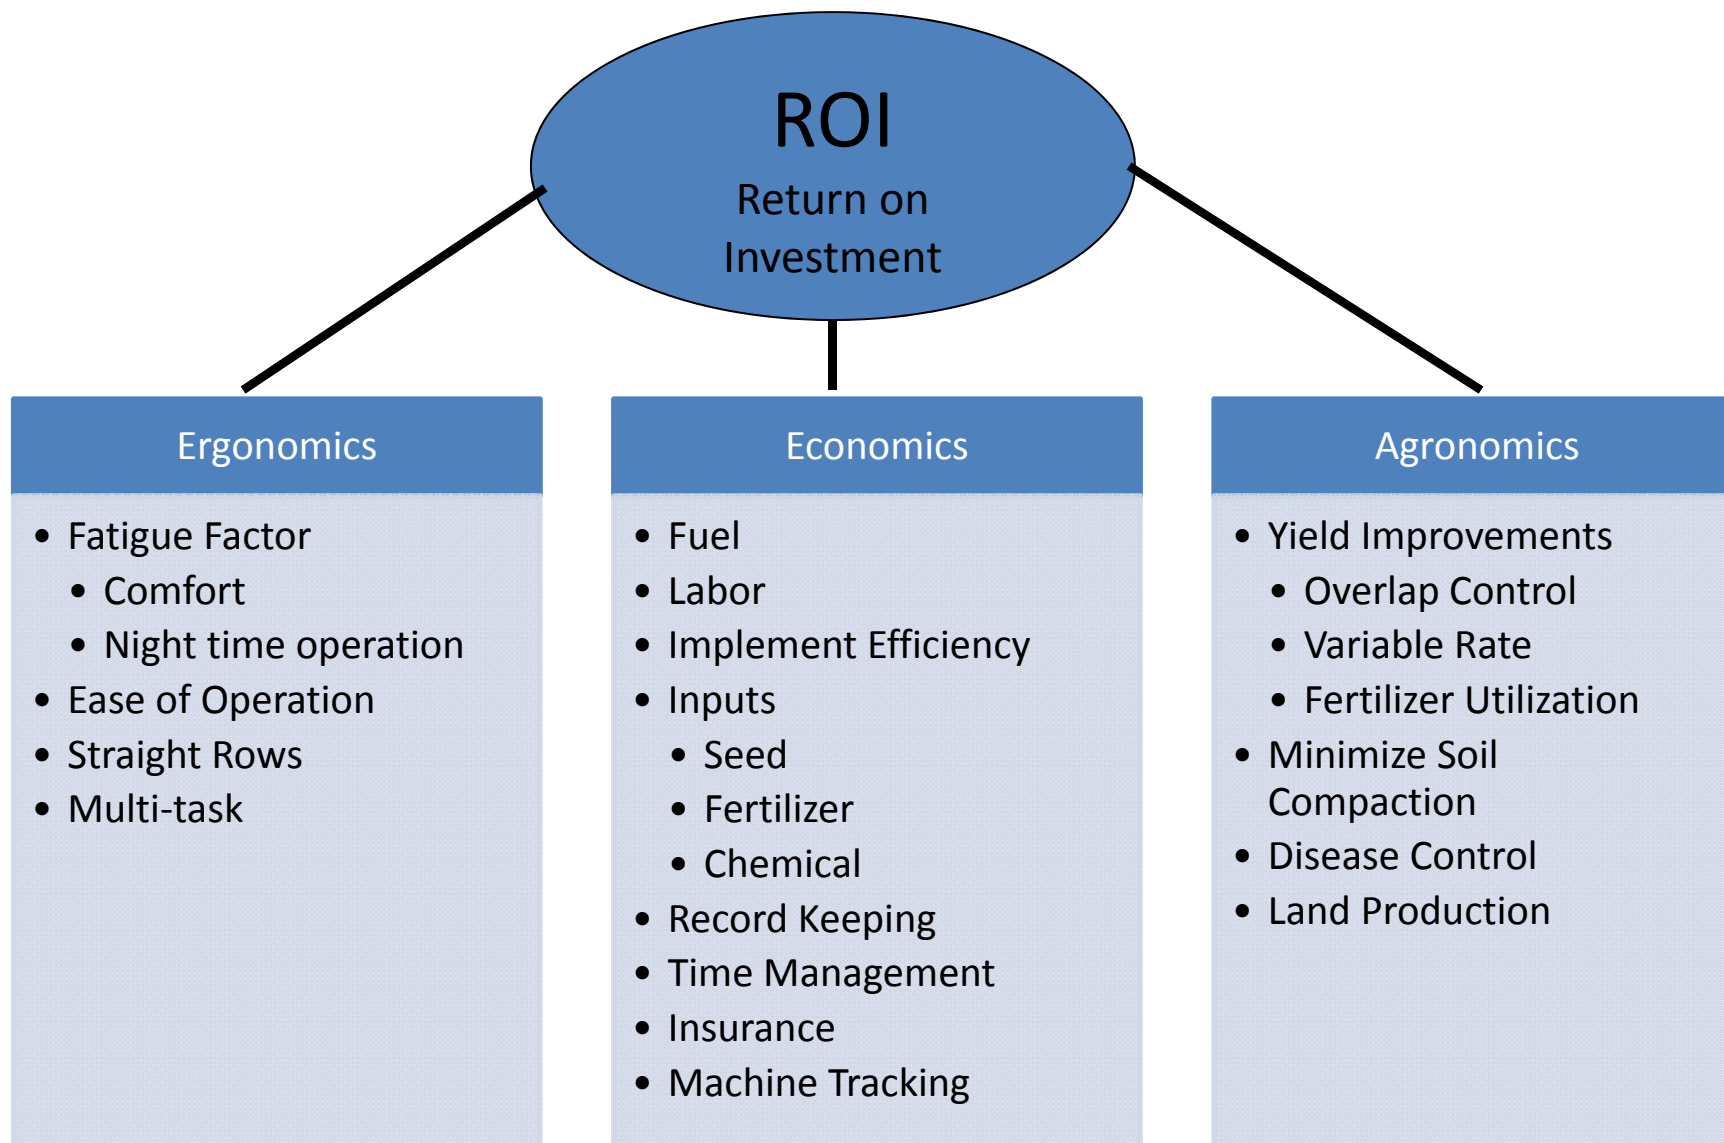 ROI
Return on
Investment
Ergonomics
• Fatigue Factor
• Comfort
• Night time operation
• Ease of Operation
• Straight Rows
• Multi-task
Economics
• Fuel
• Labor
• Implement Efficiency
• Inputs
• Seed
• Fertilizer
• Chemical
• Record Keeping
• Time Management
• Insurance
• Machine Tracking
Agronomics
• Yield Improvements
• Overlap Control
• Variable Rate
• Fertilizer Utilization
• Minimize Soil
Compaction
• Disease Control
• Land Production